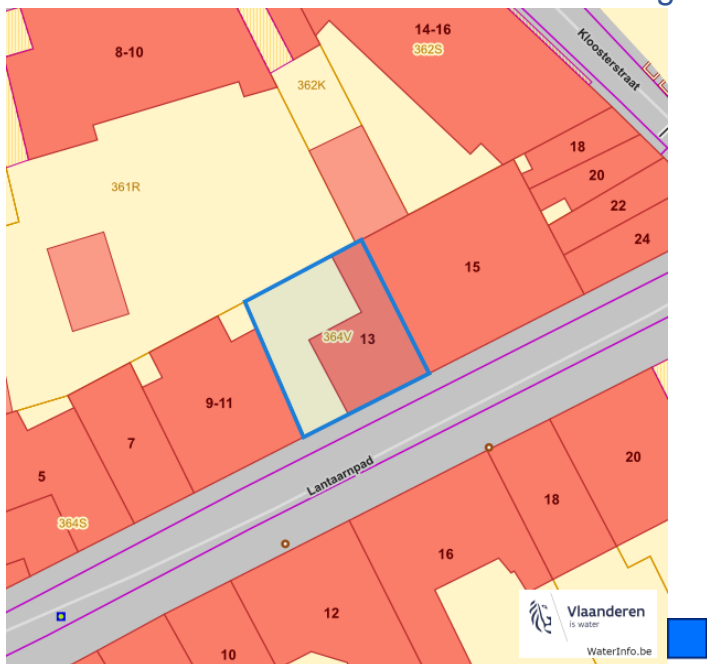 g
14-16
362S
8-10
Kloosterstraat
362K
18
361R
20
22
24
15
364V
13
9-11
7
5
Lantaarnpad
20
364S
18
16
12
10
Vlaanderen
is water
WaterInfo.be